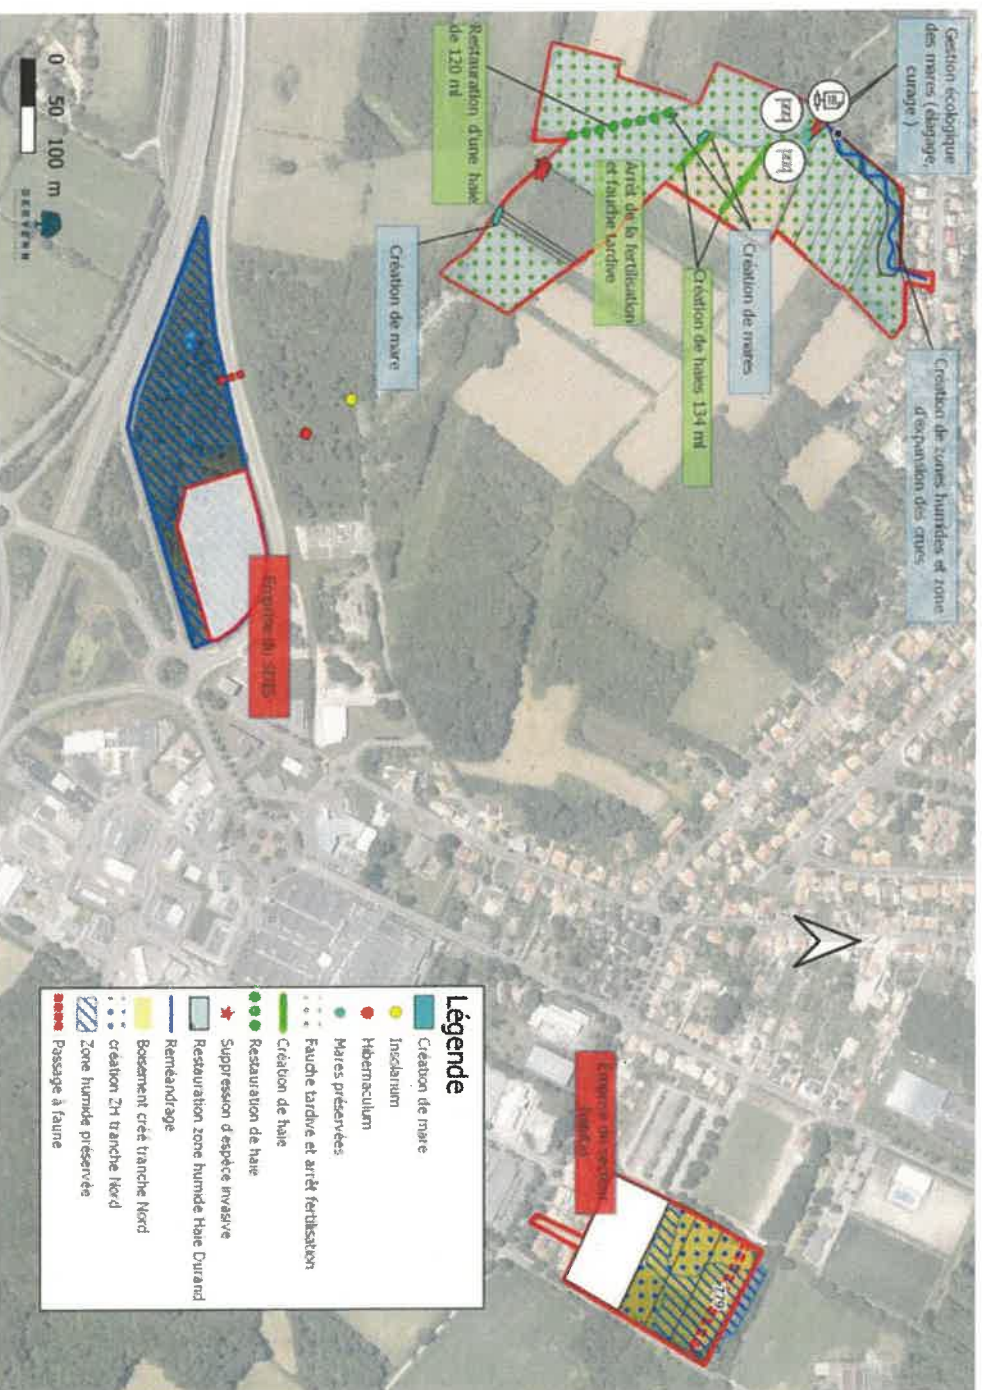 Gestion écologique
des mares (élagage,
curage )
Création de zones humides et zone
d'expansion des crues
Création de mares
Création de haies 134 ml
Arrêt de la fertilisation
et fauche tardive
Restauration d'une haie
de 120 ml
Création de mare
Emprise du SDIS
Emprise du secteur
779
0 50 100 m
Légende
Création de mare
Insolarium
Hibernaculum
Mares préservées
Fauche tardive et arrêt fertilisation
Création de haie
Restauration de haie
Suppression d'espèce invasive
Restauration zone humide Haie Durand
Reméandrage
Boisement créé tranche Nord
création ZH tranche Nord
Zone humide préservée
Passage à faune